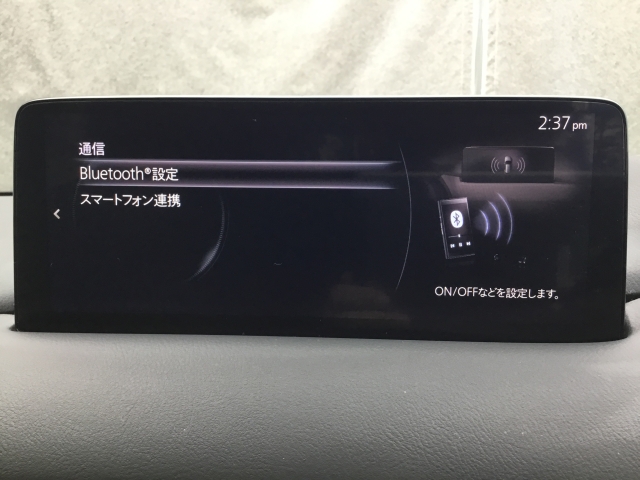 2:37 pm
通信
Bluetooth®設定
スマートフォン連携
ON/OFFなどを設定します。